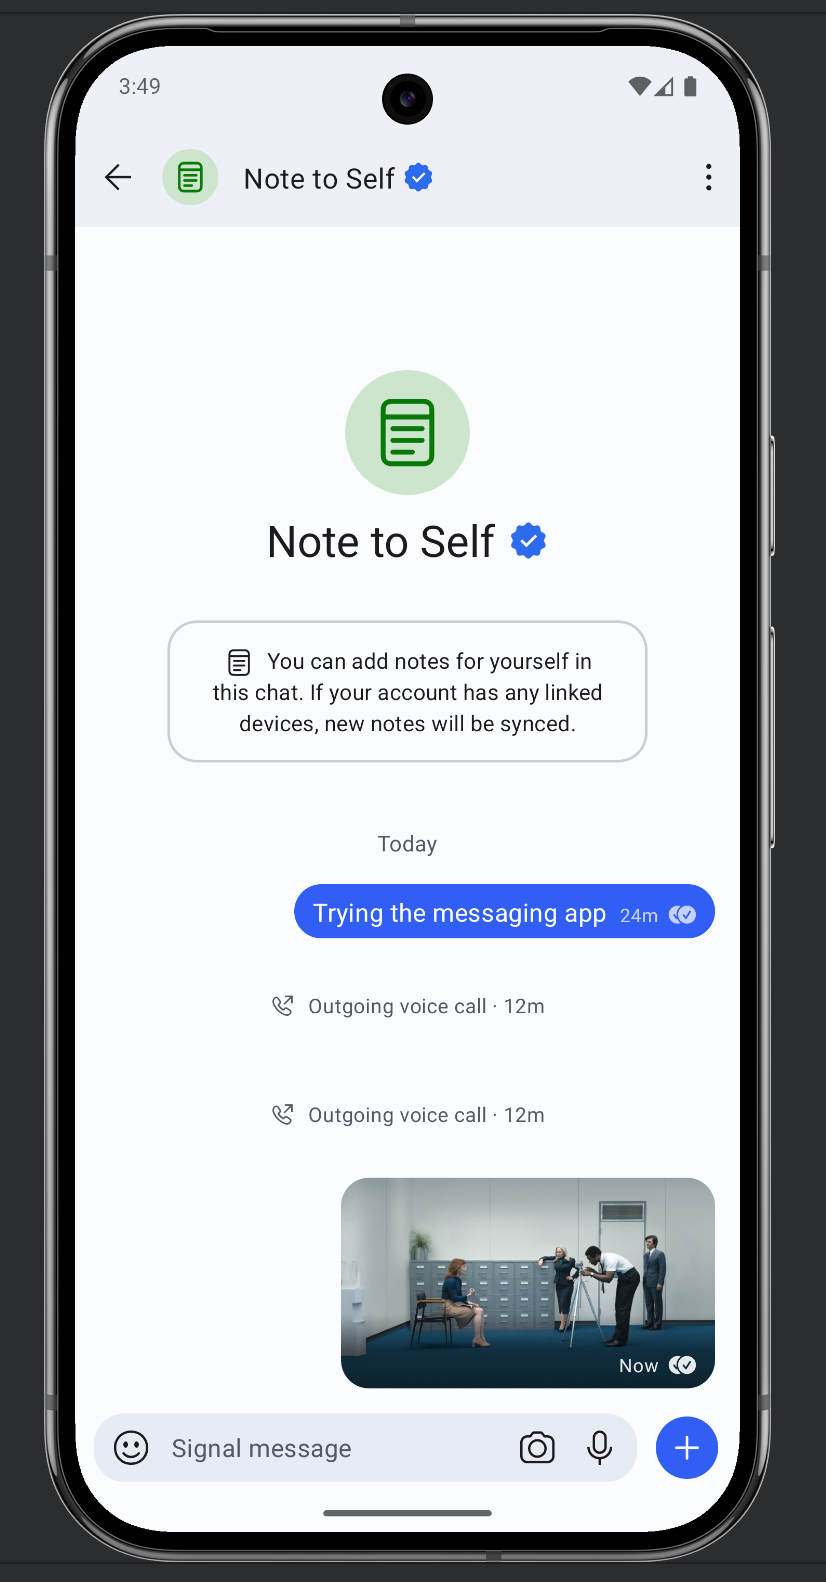 3:49
Note to Self
Note to Self
You can add notes for yourself in
this chat. If your account has any linked
devices, new notes will be synced.
Today
Trying the messaging app 24m
Outgoing voice call · 12m
Outgoing voice call · 12m
Now
Signal message